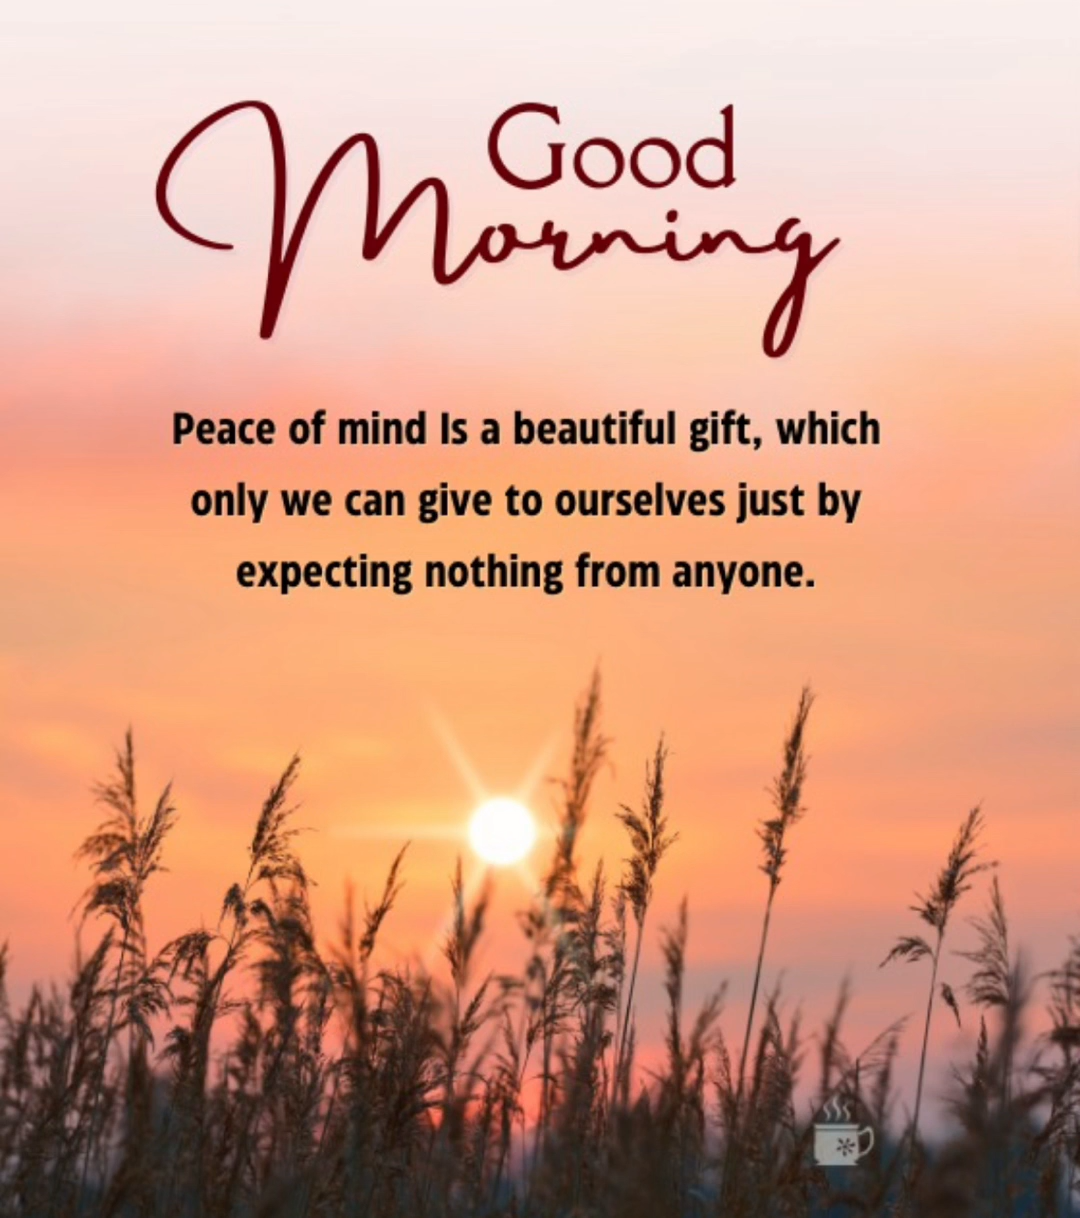 Good
Morning
Peace of mind Is a beautiful gift, which
only we can give to ourselves just by
expecting nothing from anyone.